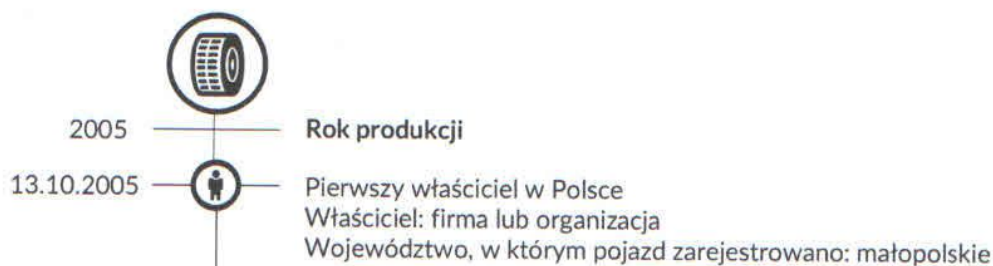 2005 Rok produkcji
13.10.2005 Pierwszy właściciel w Polsce
Właściciel: firma lub organizacja
Województwo, w którym pojazd zarejestrowano: małopolskie